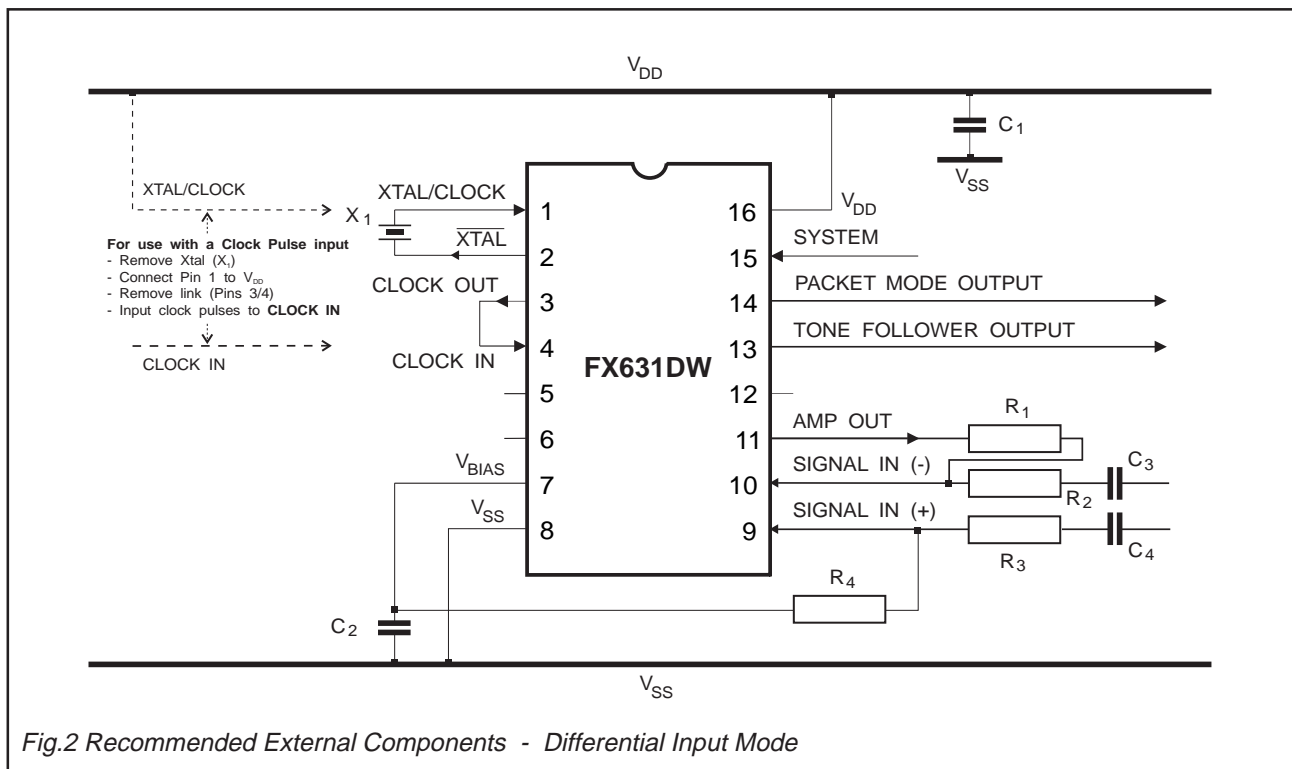 VDD
C1
VSS
XTAL/CLOCK
For use with a Clock Pulse input
- Remove Xtal (X1)
- Connect Pin 1 to VDD
- Remove link (Pins 3/4)
- Input clock pulses to CLOCK IN
CLOCK IN
X1
XTAL/CLOCK
XTAL
CLOCK OUT
CLOCK IN
VBIAS
VSS
1
2
3
4
5
6
7
8
FX631DW
16
15
14
13
12
11
10
9
VDD
SYSTEM
PACKET MODE OUTPUT
TONE FOLLOWER OUTPUT
AMP OUT
R1
SIGNAL IN (-)
R2
C3
SIGNAL IN (+)
R3
C4
R4
C2
VSS
Fig.2 Recommended External Components - Differential Input Mode